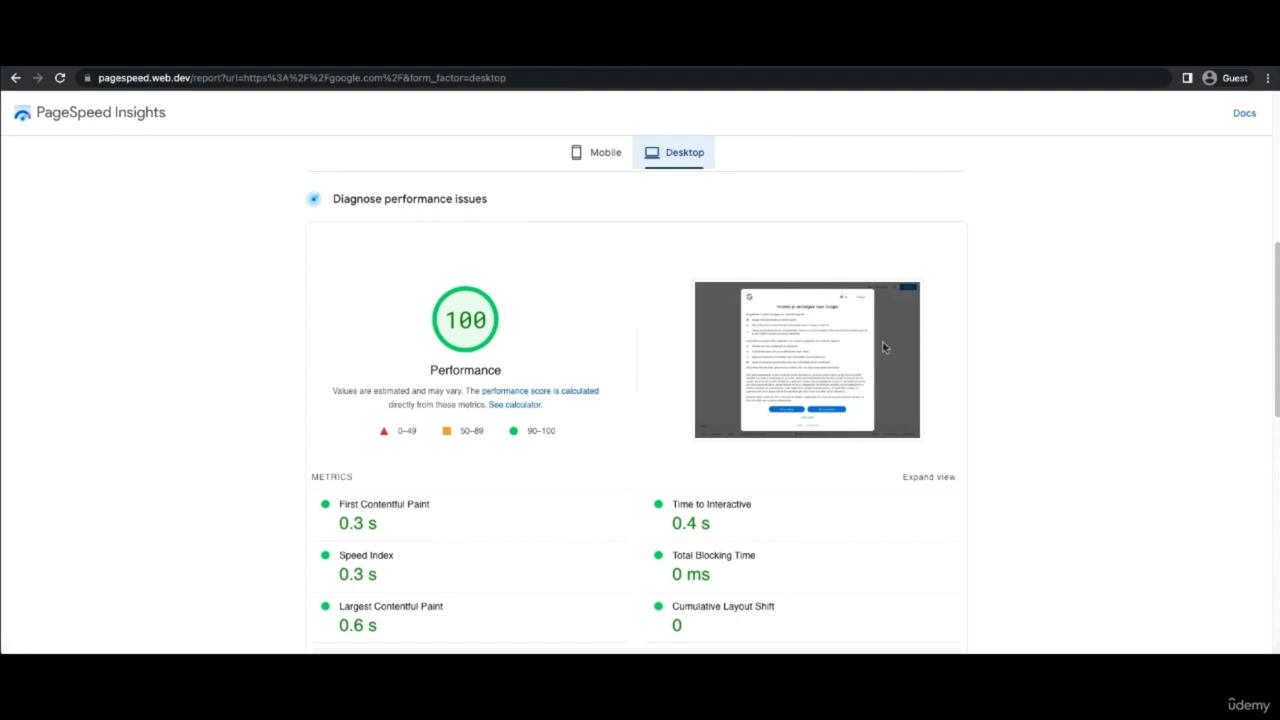 pagespeed.web.dev/report?url=https%3A%2F%2Fgoogle.com%2F&form_factor=desktop
Guest
PageSpeed Insights
Docs
Mobile
Desktop
Diagnose performance issues
100
Performance
Values are estimated and may vary. The performance score is calculated
directly from these metrics. See calculator.
0–49
50–89
90–100
METRICS
Expand view
First Contentful Paint
0.3 s
Time to Interactive
0.4 s
Speed Index
0.3 s
Total Blocking Time
0 ms
Largest Contentful Paint
0.6 s
Cumulative Layout Shift
0
ûdemy